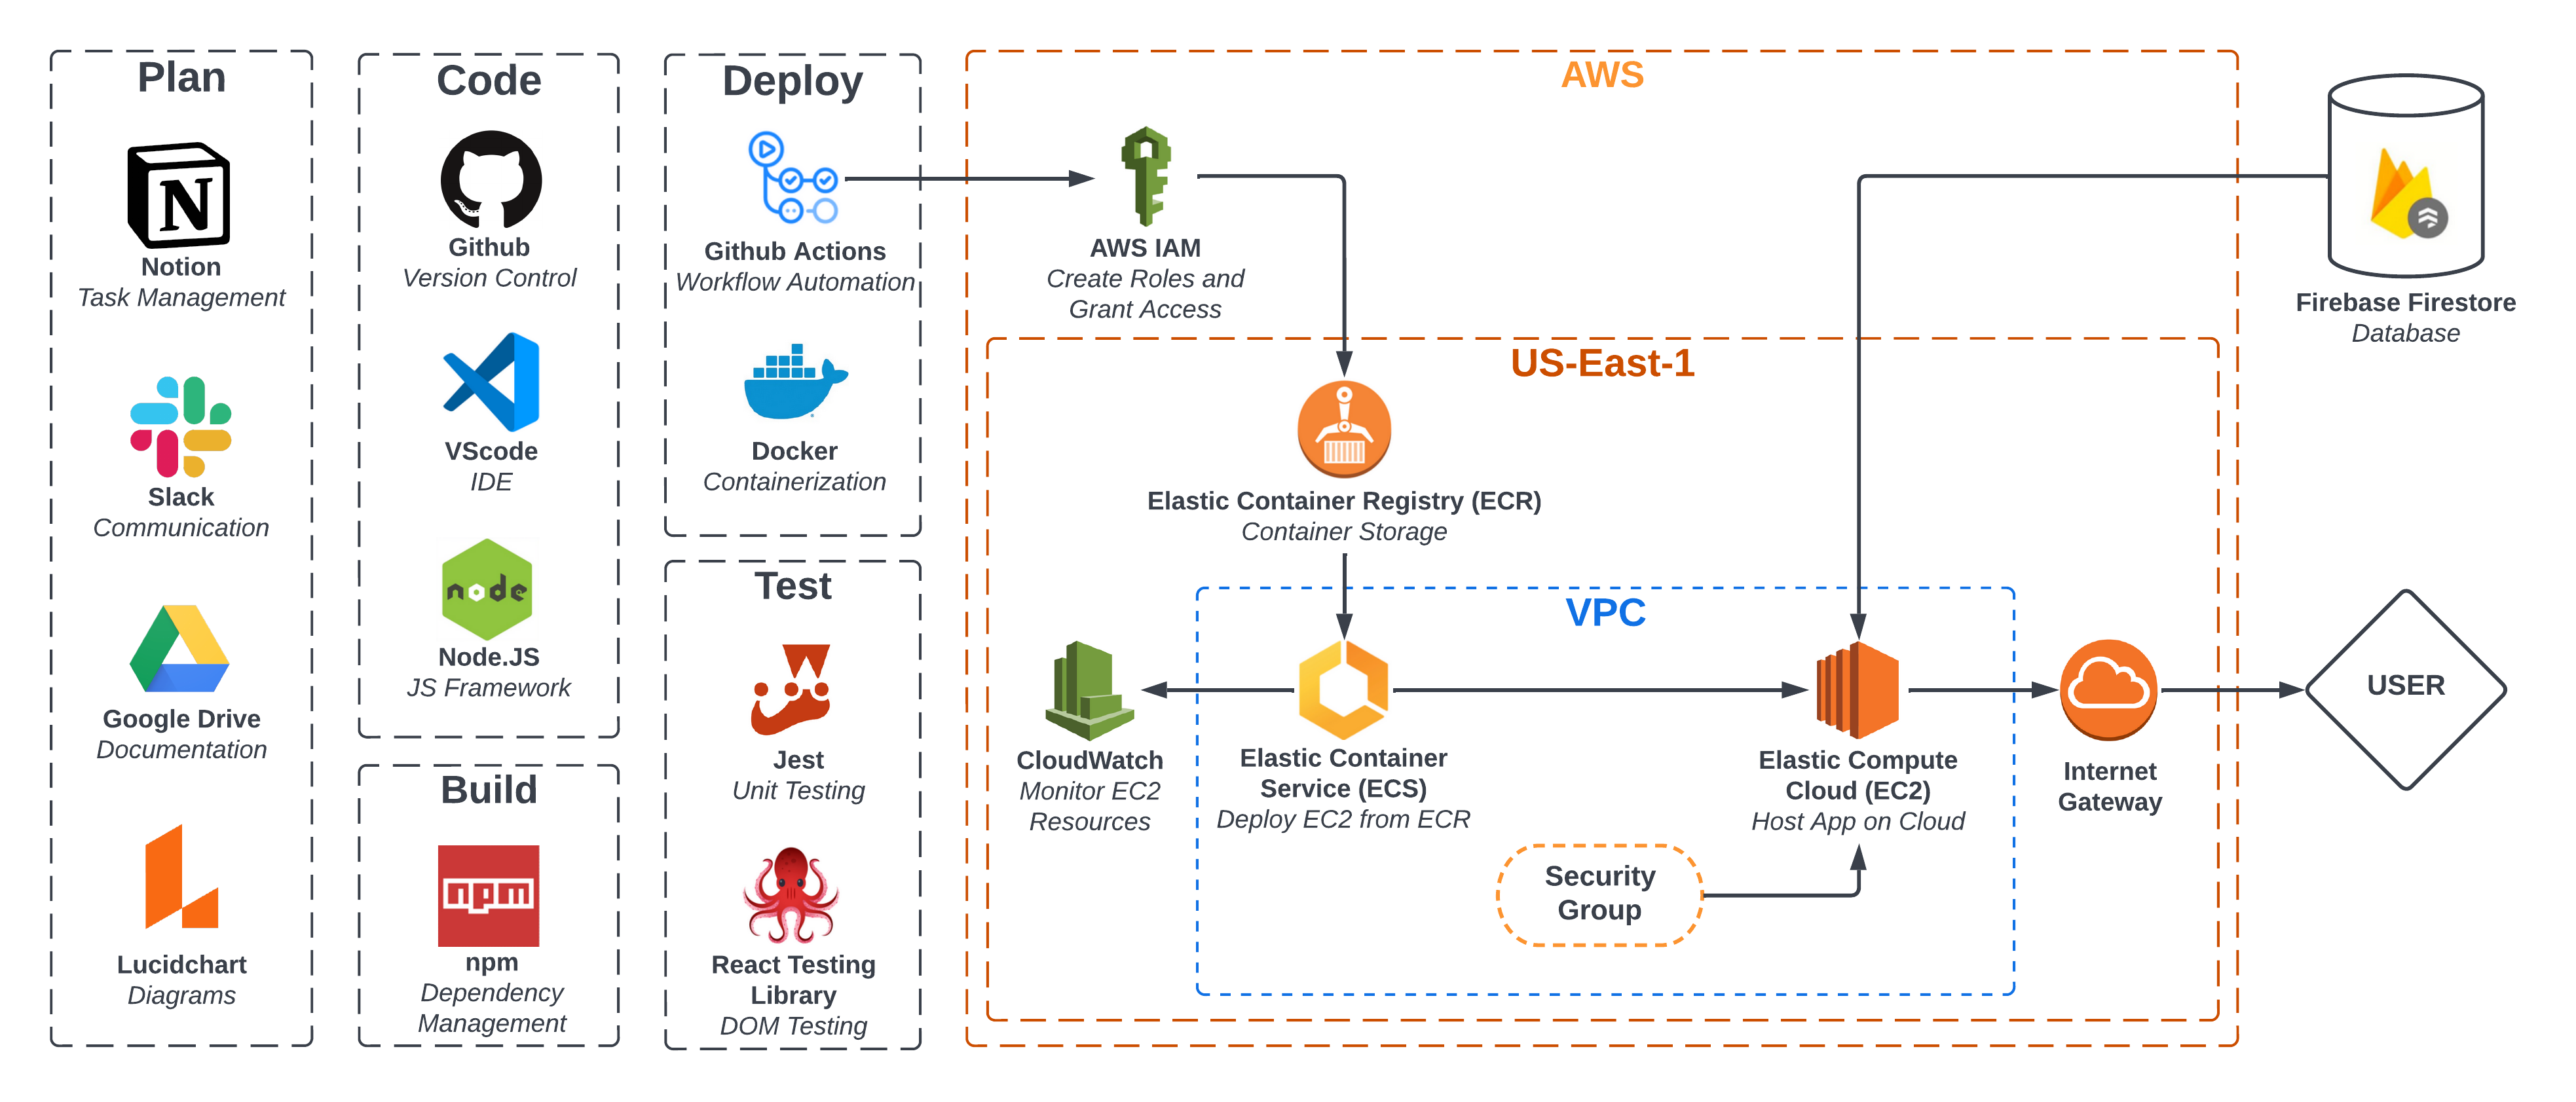 Plan
Notion
Task Management
Slack
Communication
Google Drive
Documentation
Lucidchart
Diagrams
Code
Github
Version Control
VScode
IDE
node
Node.JS
JS Framework
Build
npm
npm
Dependency
Management
Deploy
Github Actions
Workflow Automation
Docker
Containerization
Test
Jest
Unit Testing
React Testing
Library
DOM Testing
AWS
AWS IAM
Create Roles and
Grant Access
US-East-1
Elastic Container Registry (ECR)
Container Storage
VPC
CloudWatch
Monitor EC2
Resources
Elastic Container
Service (ECS)
Deploy EC2 from ECR
Elastic Compute
Cloud (EC2)
Host App on Cloud
Security
Group
Internet
Gateway
Firebase Firestore
Database
USER